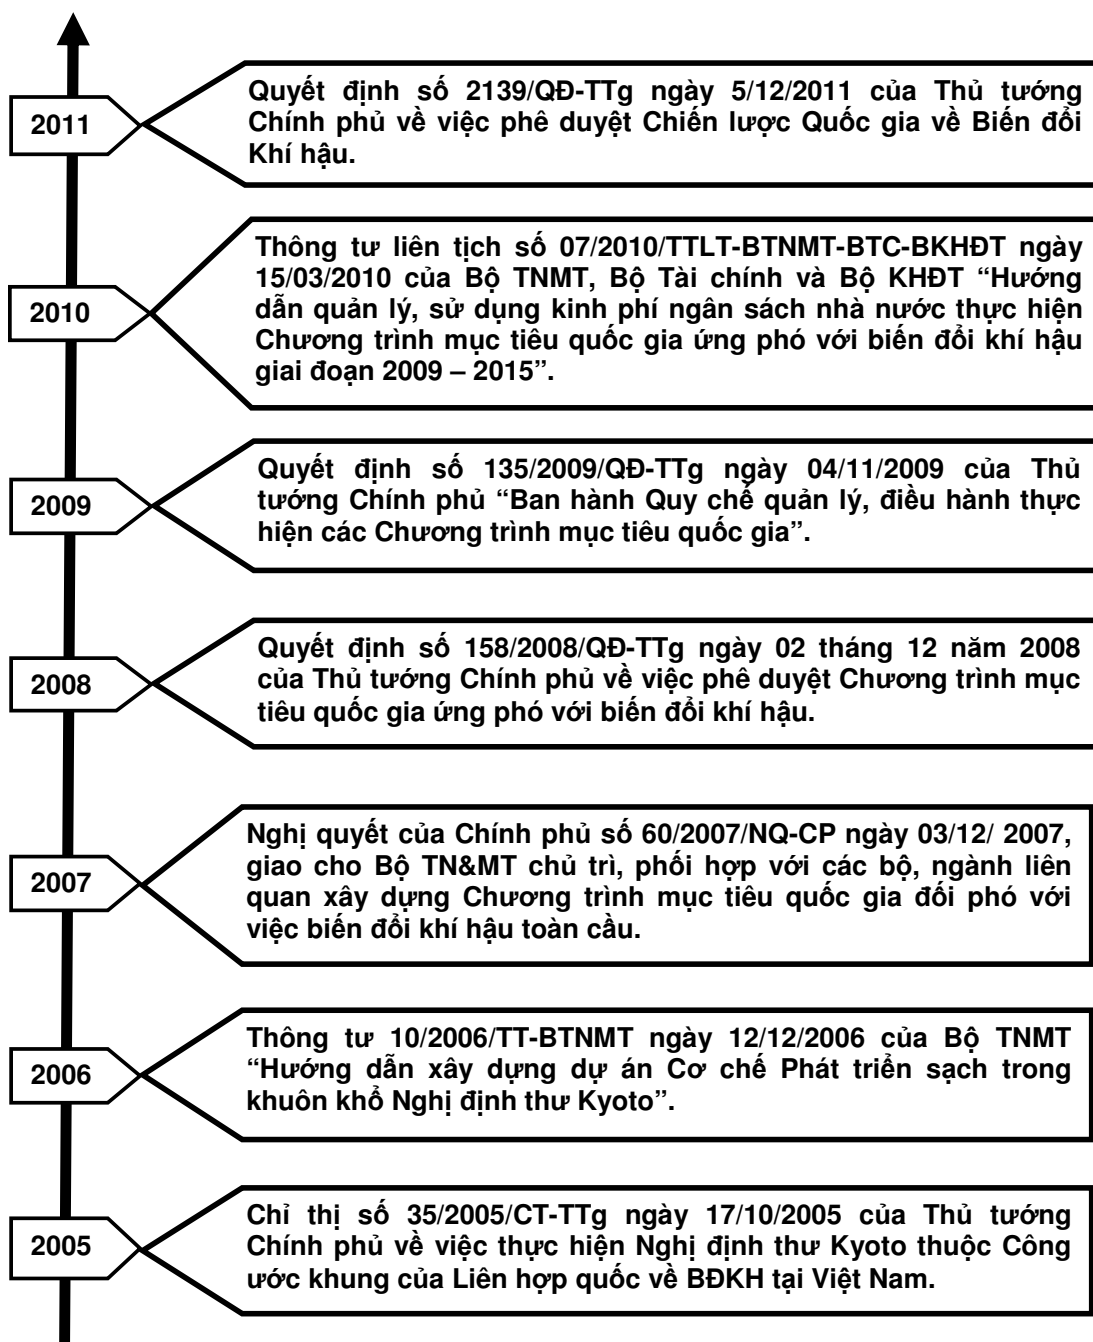 2011
Quyết định số 2139/QĐ-TTg ngày 5/12/2011 của Thủ tướng
Chính phủ về việc phê duyệt Chiến lược Quốc gia về Biến đổi
Khí hậu.
2010
Thông tư liên tịch số 07/2010/TTLT-BTNMT-BTC-BKHĐT ngày
15/03/2010 của Bộ TNMT, Bộ Tài chính và Bộ KHĐT “Hướng
dẫn quản lý, sử dụng kinh phí ngân sách nhà nước thực hiện
Chương trình mục tiêu quốc gia ứng phó với biến đổi khí hậu
giai đoạn 2009 – 2015”.
2009
Quyết định số 135/2009/QĐ-TTg ngày 04/11/2009 của Thủ
tướng Chính phủ “Ban hành Quy chế quản lý, điều hành thực
hiện các Chương trình mục tiêu quốc gia”.
2008
Quyết định số 158/2008/QĐ-TTg ngày 02 tháng 12 năm 2008
của Thủ tướng Chính phủ về việc phê duyệt Chương trình mục
tiêu quốc gia ứng phó với biến đổi khí hậu.
2007
Nghị quyết của Chính phủ số 60/2007/NQ-CP ngày 03/12/ 2007,
giao cho Bộ TN&MT chủ trì, phối hợp với các bộ, ngành liên
quan xây dựng Chương trình mục tiêu quốc gia đối phó với
việc biến đổi khí hậu toàn cầu.
2006
Thông tư 10/2006/TT-BTNMT ngày 12/12/2006 của Bộ TNMT
“Hướng dẫn xây dựng dự án Cơ chế Phát triển sạch trong
khuôn khổ Nghị định thư Kyoto”.
2005
Chỉ thị số 35/2005/CT-TTg ngày 17/10/2005 của Thủ tướng
Chính phủ về việc thực hiện Nghị định thư Kyoto thuộc Công
ước khung của Liên hợp quốc về BĐKH tại Việt Nam.